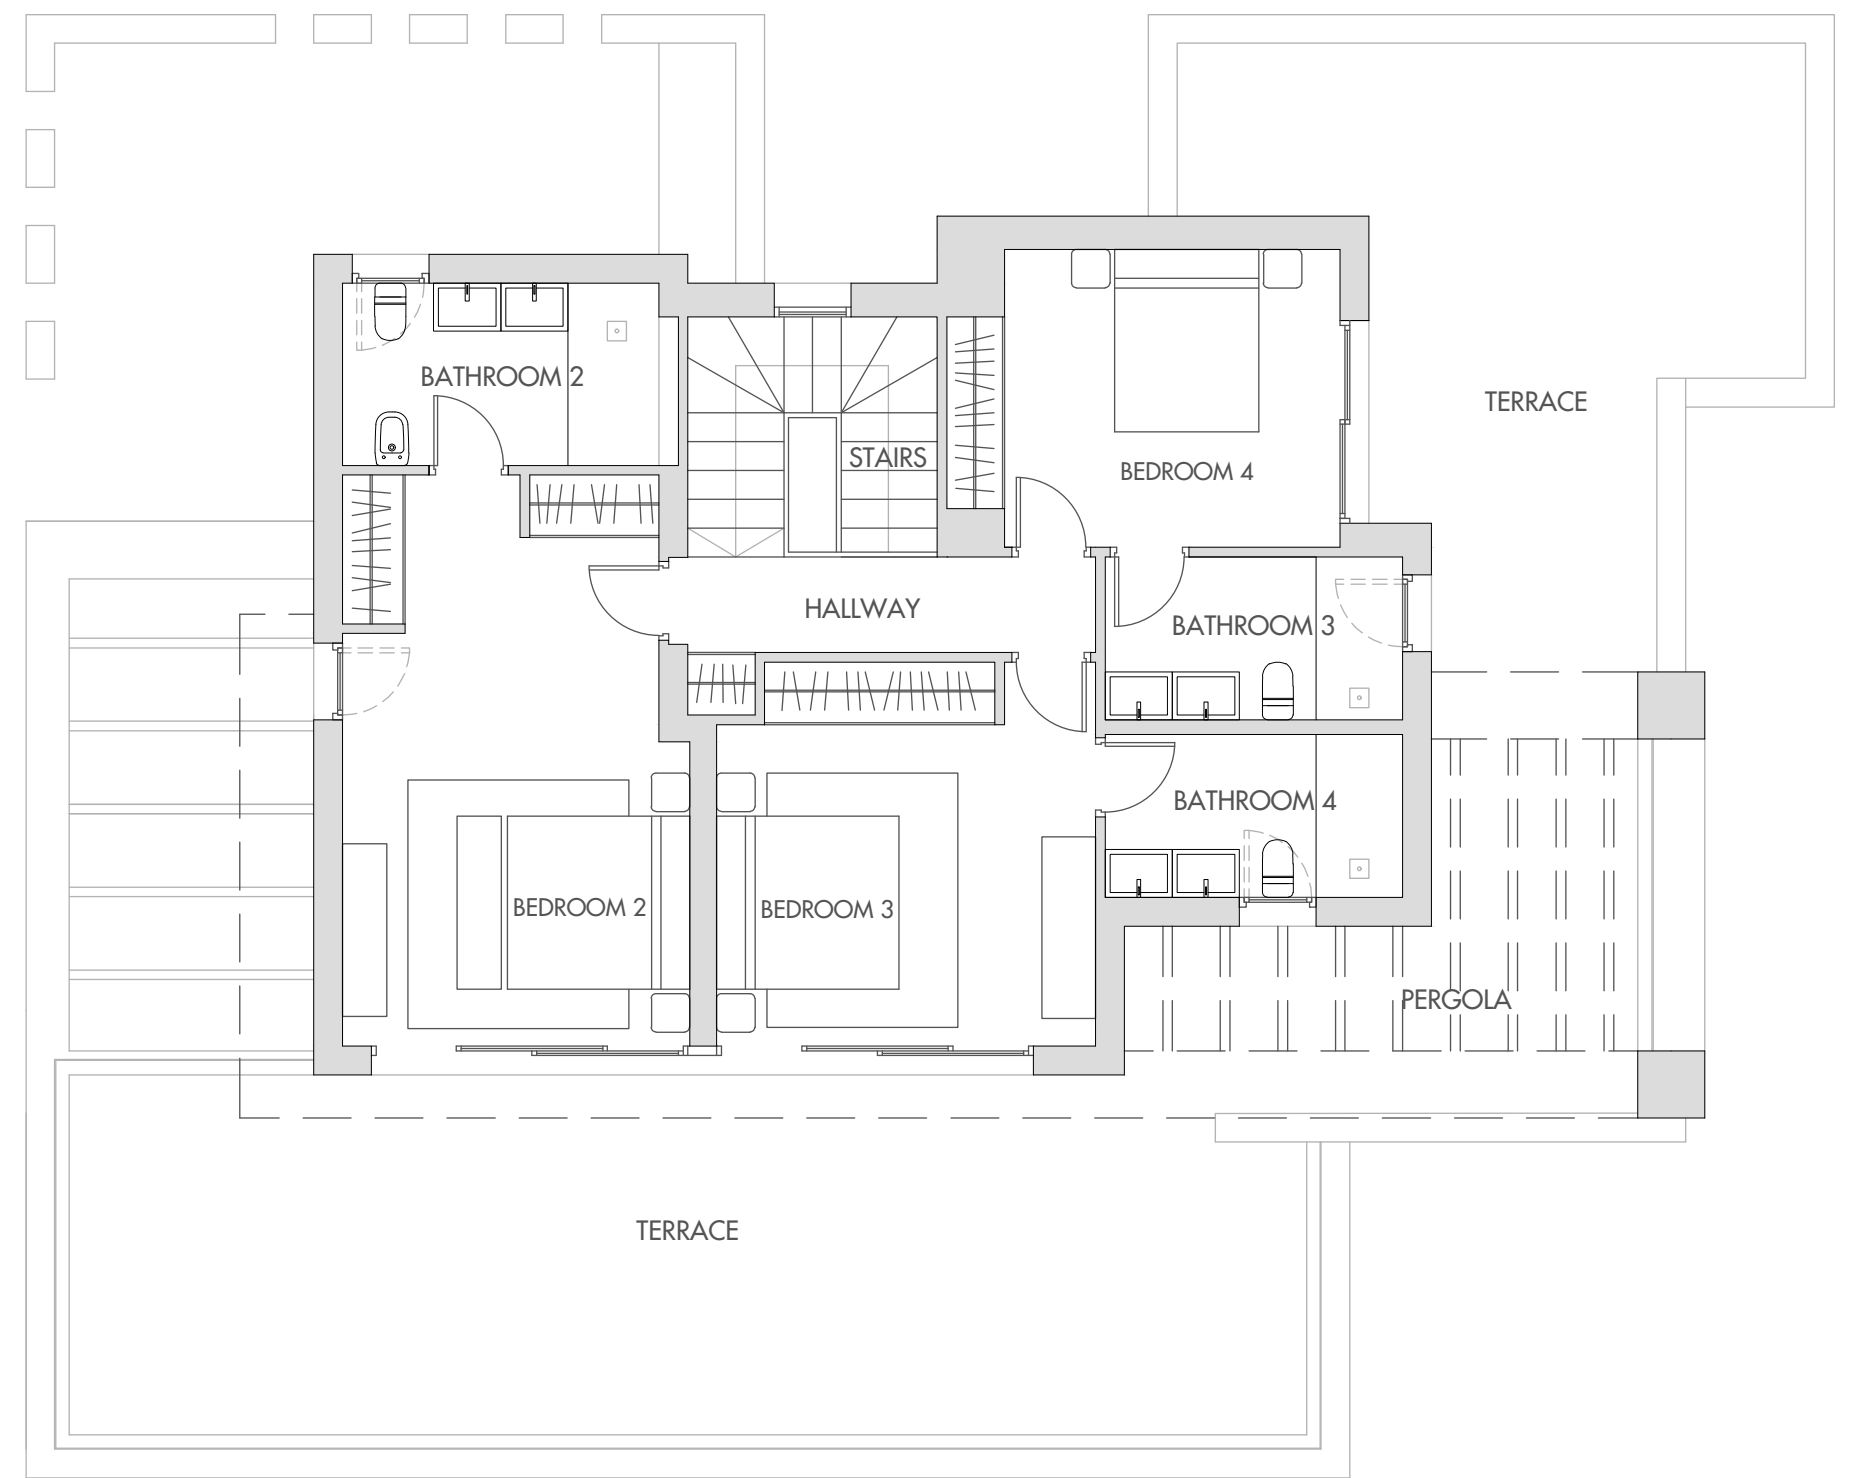 BATHROOM 2
TERRACE
STAIRS
BEDROOM 4
HALLWAY
BATHROOM 3
BATHROOM 4
BEDROOM 2
BEDROOM 3
PERGOLA
TERRACE